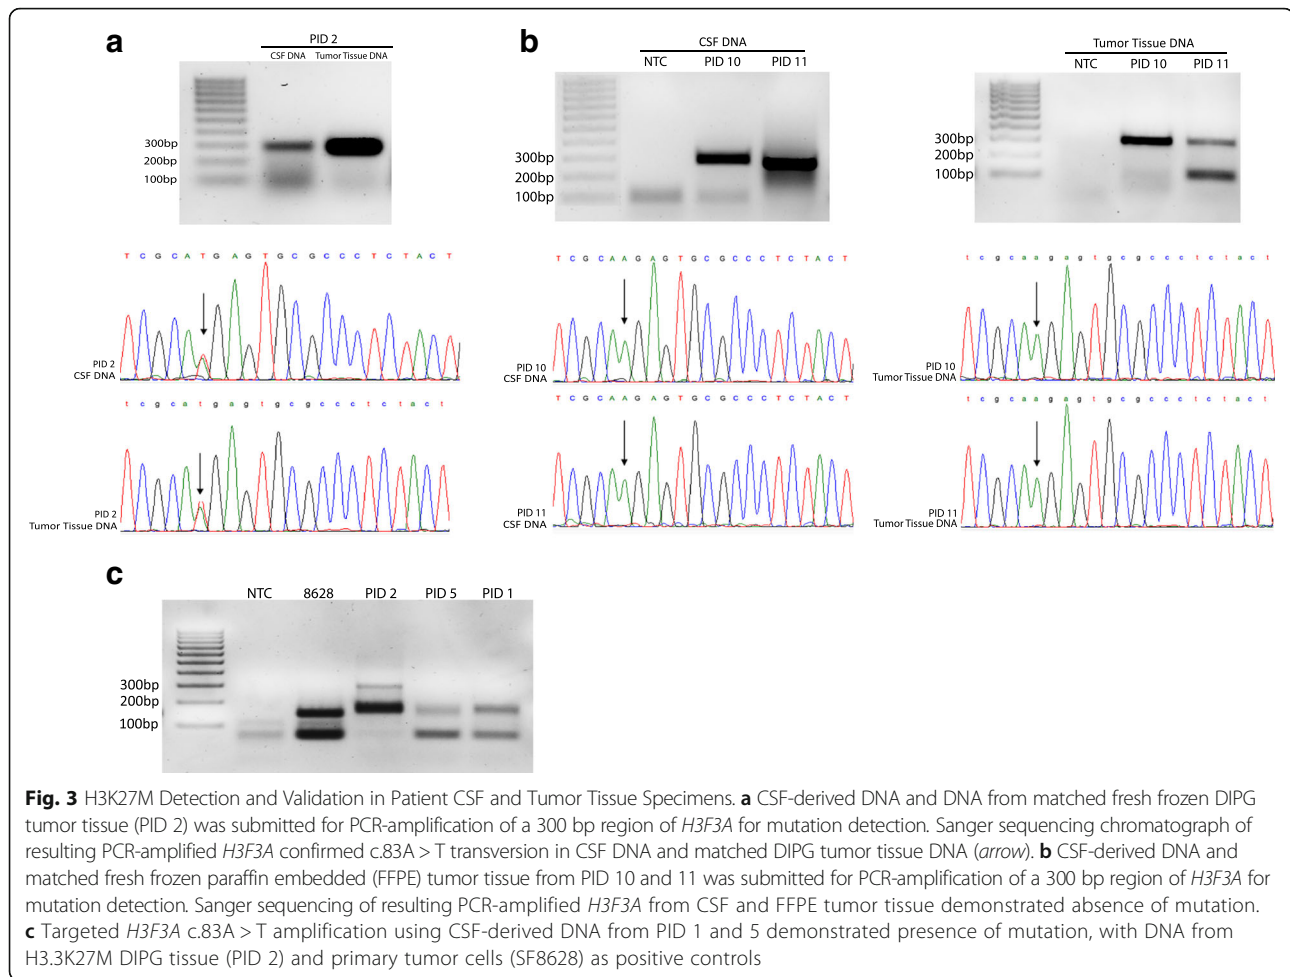 a
PID 2
CSF DNA Tumor Tissue DNA
300bp
200bp
100bp
T C G C A T G A G T G C G C C C T C T A C T
PID 2
CSF DNA
t c g c a t g a g t g c g c c c t c t a c t
PID 2
Tumor Tissue DNA
b
CSF DNA
NTC PID 10 PID 11
300bp
200bp
100bp
T C G C A A G A G T G C G C C C T C T A C T
PID 10
CSF DNA
T C G C A A G A G T G C G C C C T C T A C T
PID 11
CSF DNA
Tumor Tissue DNA
NTC PID 10 PID 11
300bp
200bp
100bp
t c g c a a g a g t g c g c c c t c t a c t
PID 10
Tumor Tissue DNA
t c g c a a g a g t g c g c c c t c t a c t
PID 11
Tumor Tissue DNA
c
NTC 8628 PID 2 PID 5 PID 1
300bp
200bp
100bp
Fig. 3 H3K27M Detection and Validation in Patient CSF and Tumor Tissue Specimens. a CSF-derived DNA and DNA from matched fresh frozen DIPG
tumor tissue (PID 2) was submitted for PCR-amplification of a 300 bp region of H3F3A for mutation detection. Sanger sequencing chromatograph of
resulting PCR-amplified H3F3A confirmed c.83A > T transversion in CSF DNA and matched DIPG tumor tissue DNA (arrow). b CSF-derived DNA and
matched fresh frozen paraffin embedded (FFPE) tumor tissue from PID 10 and 11 was submitted for PCR-amplification of a 300 bp region of H3F3A for
mutation detection. Sanger sequencing of resulting PCR-amplified H3F3A from CSF and FFPE tumor tissue demonstrated absence of mutation.
c Targeted H3F3A c.83A > T amplification using CSF-derived DNA from PID 1 and 5 demonstrated presence of mutation, with DNA from
H3.3K27M DIPG tissue (PID 2) and primary tumor cells (SF8628) as positive controls